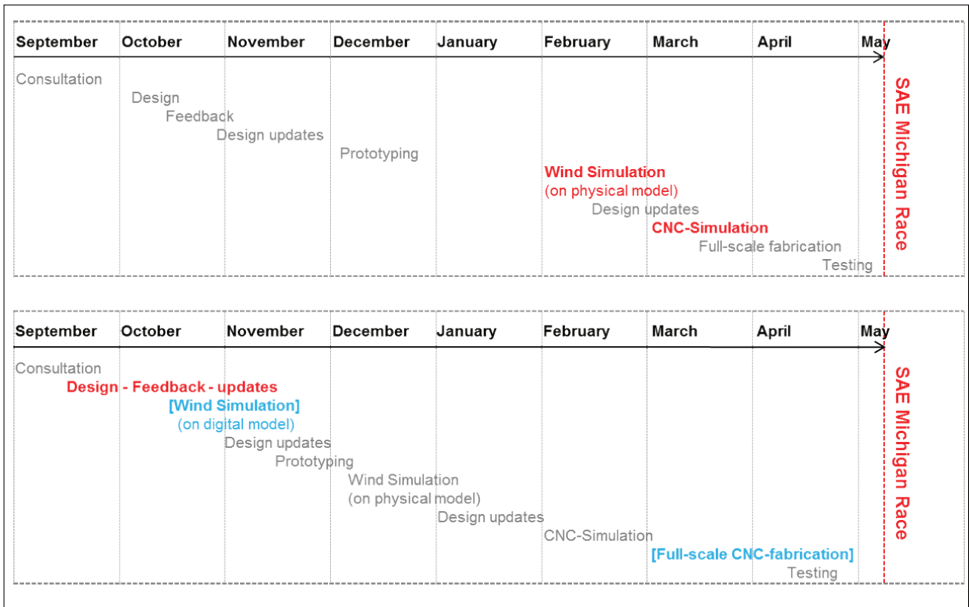 September October November December January February March April May
Consultation
Design
Feedback
Design updates
Prototyping
Wind Simulation
(on physical model)
Design updates
CNC-Simulation
Full-scale fabrication
Testing
SAE Michigan Race
September October November December January February March April May
Consultation
Design - Feedback - updates
[Wind Simulation]
(on digital model)
Design updates
Prototyping
Wind Simulation
(on physical model)
Design updates
CNC-Simulation
[Full-scale CNC-fabrication]
Testing
SAE Michigan Race